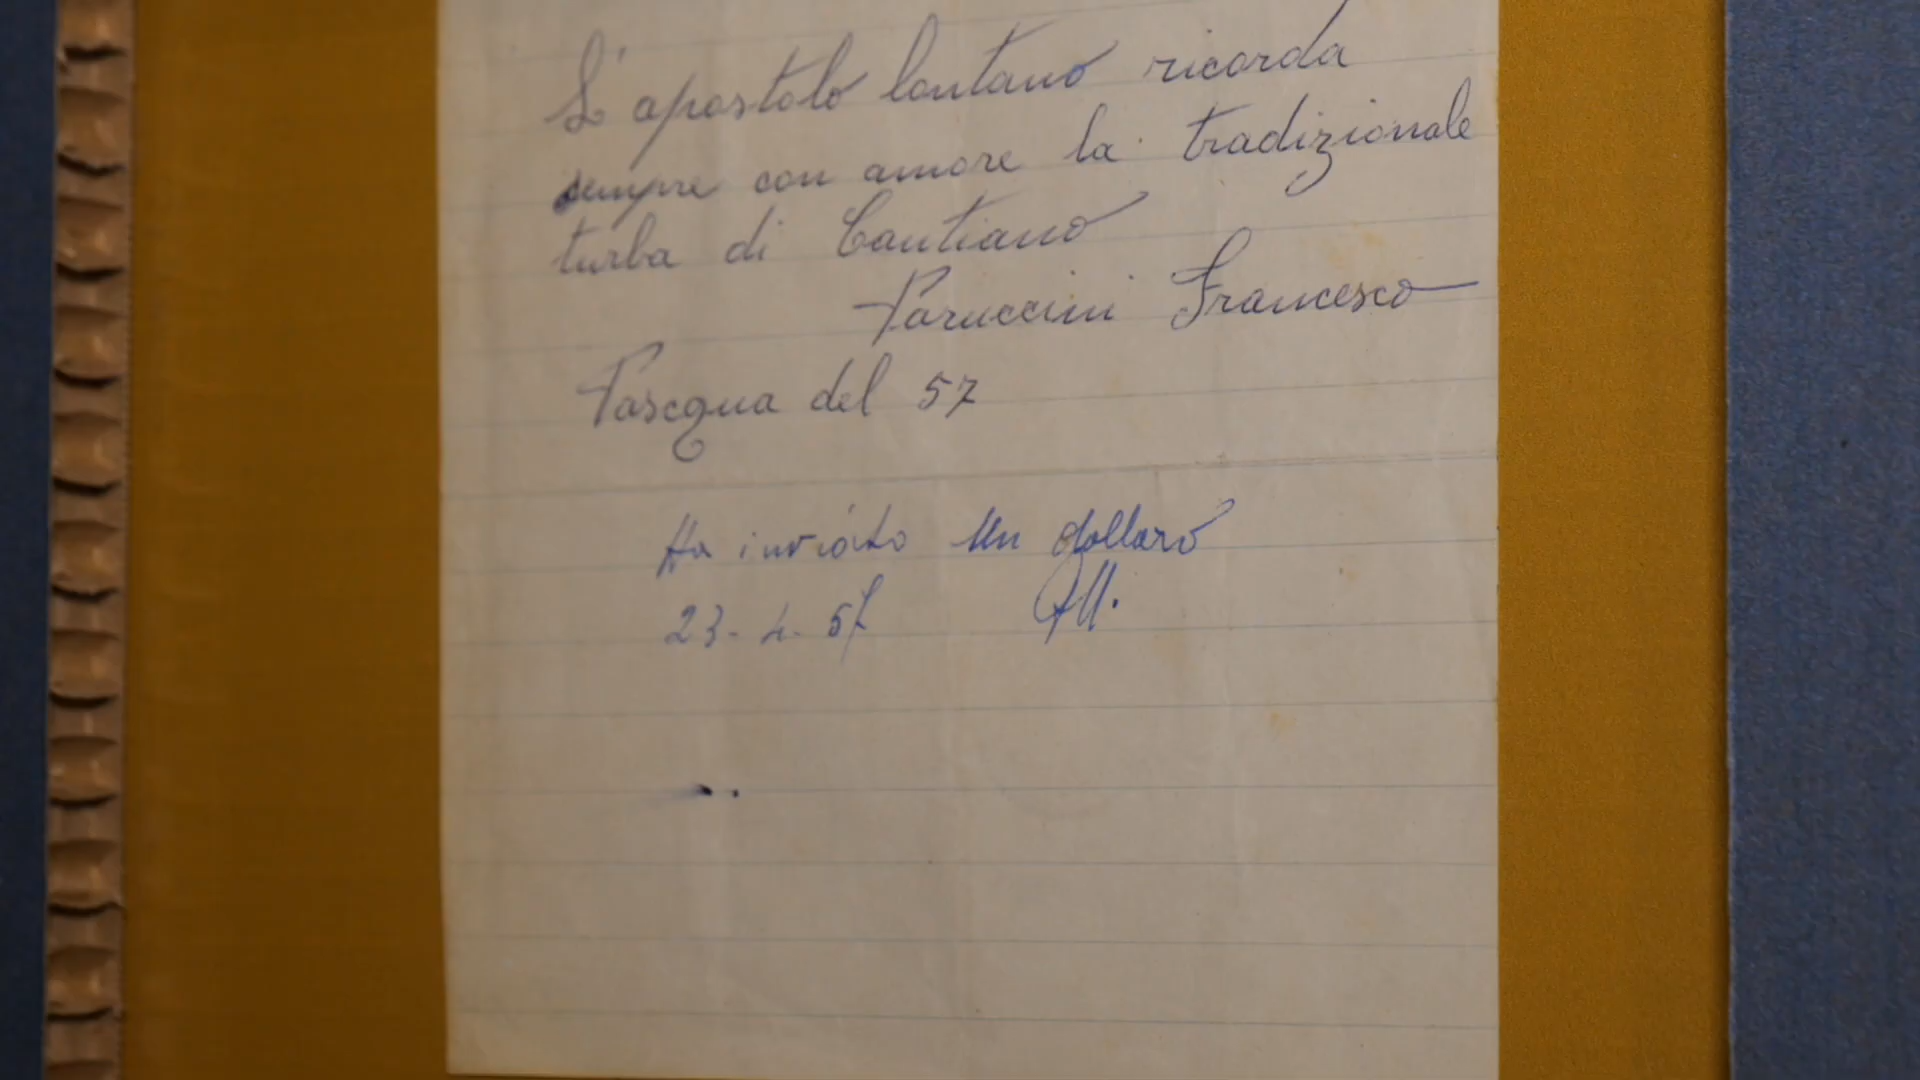 L'apostolo lontano ricorda
sempre con amore la tradizionale
turba di Cantiano
Paruccini Francesco
Pasqua del 57
Ha inviato un dollaro
23-4-57